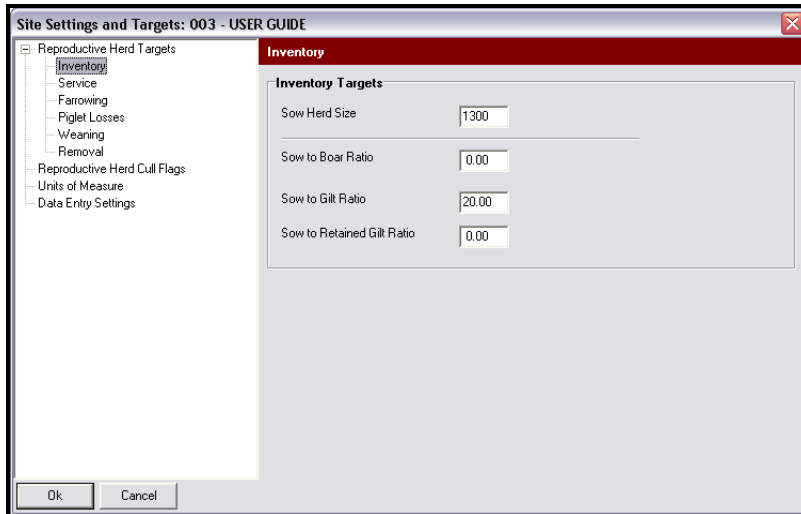 Site Settings and Targets: 003 - USER GUIDE
Reproductive Herd Targets
Inventory
Service
Farrowing
Piglet Losses
Weaning
Removal
Reproductive Herd Cull Flags
Units of Measure
Data Entry Settings
Inventory
Inventory Targets
Sow Herd Size 1300
Sow to Boar Ratio 0.00
Sow to Gilt Ratio 20.00
Sow to Retained Gilt Ratio 0.00
Ok Cancel